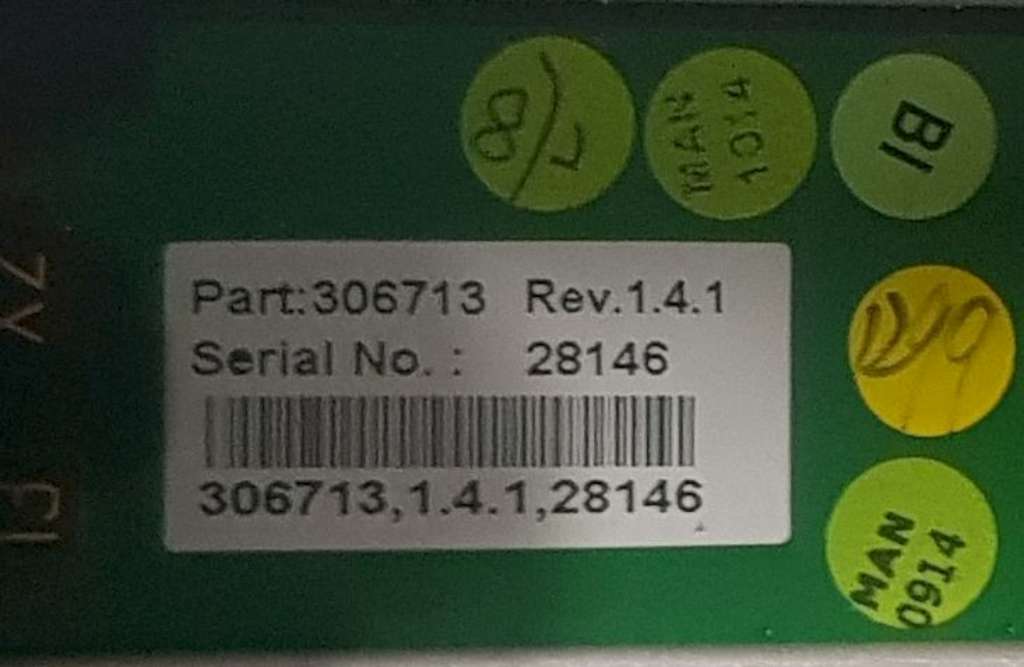 MAN
1014
BI
Part:306713 Rev.1.4.1
Serial No. : 28146
306713,1.4.1,28146
MAN
0914